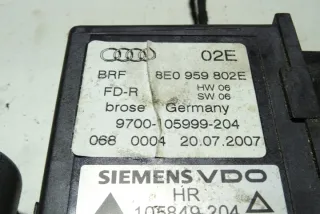 02E
BRF 8E0 959 802E
FD-R HW 06
SW 06
brose Germany
9700-105999-204
068 0004 20.07.2007
SIEMENS VDO
HR
105849 204